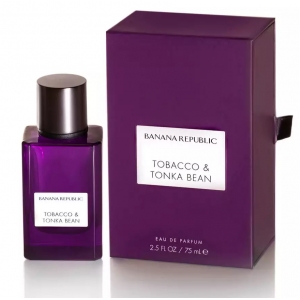 BANANA REPUBLIC
TOBACCO &
TONKA BEAN
EAU DE PARFUM
2.5 FL OZ / 75 ml ℮
BANANA REPUBLIC
TOBACCO &
TONKA BEAN